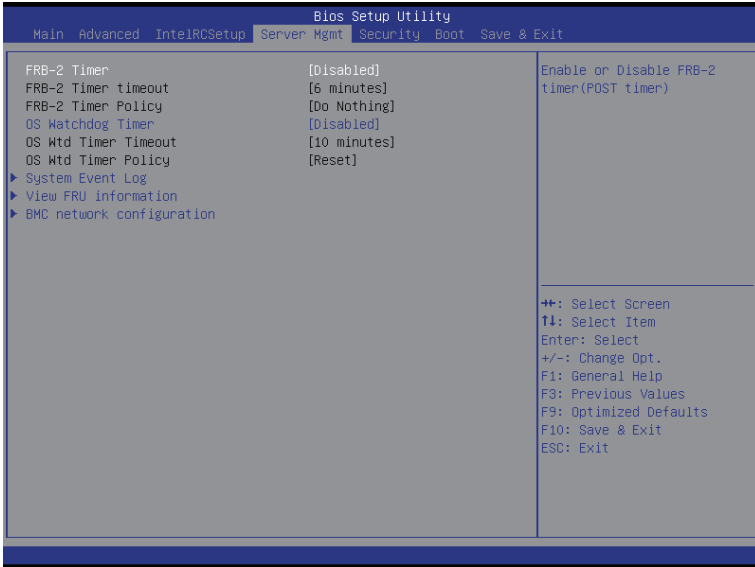 Bios Setup Utility
Main Advanced IntelRCSetup Server Mgmt Security Boot Save & Exit
FRB-2 Timer [Disabled]
FRB-2 Timer timeout [6 minutes]
FRB-2 Timer Policy [Do Nothing]
OS Watchdog Timer [Disabled]
OS Wtd Timer Timeout [10 minutes]
OS Wtd Timer Policy [Reset]
▶ System Event Log
▶ View FRU information
▶ BMC network configuration
Enable or Disable FRB-2
timer(POST timer)
→←: Select Screen
↑↓: Select Item
Enter: Select
+/-: Change Opt.
F1: General Help
F3: Previous Values
F9: Optimized Defaults
F10: Save & Exit
ESC: Exit